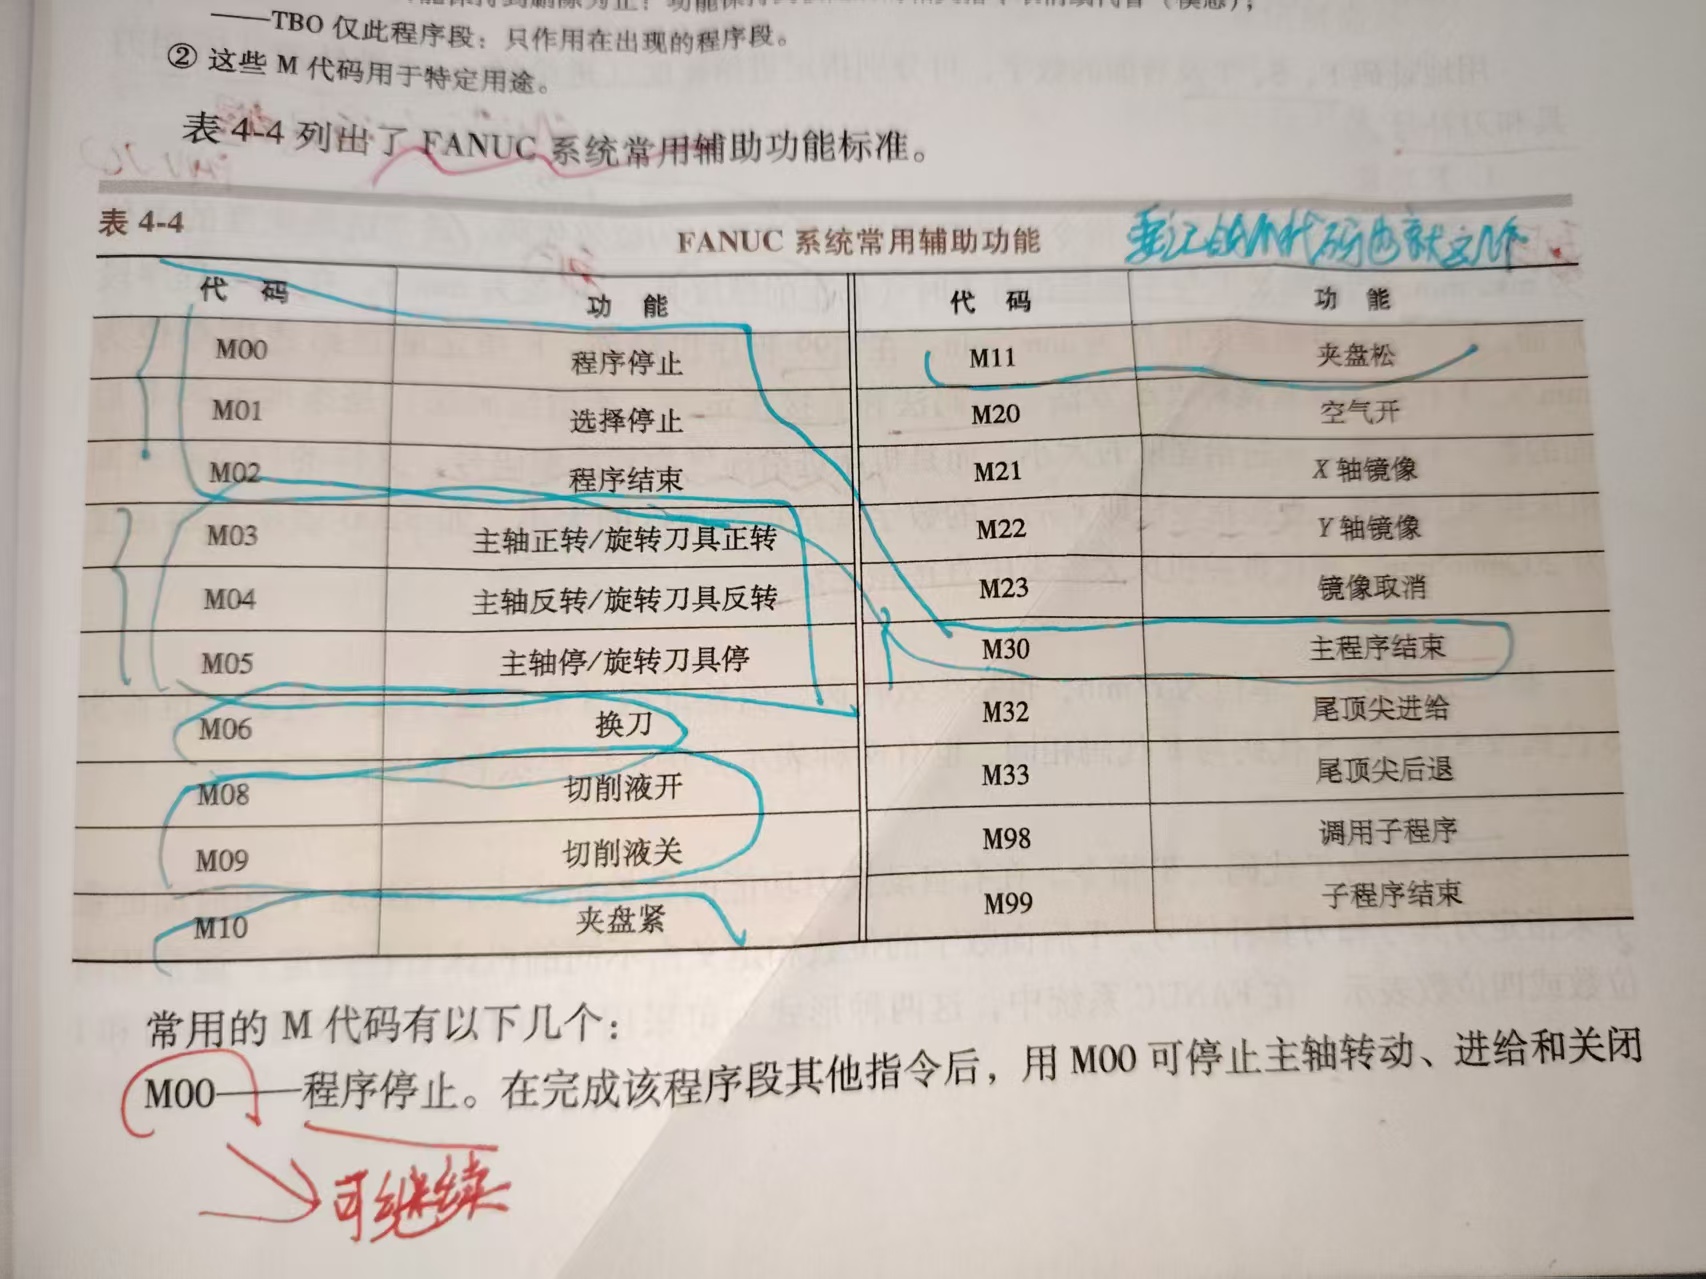 ——TBO 仅此程序段：只作用在出现的程序段。
② 这些 M 代码用于特定用途。
表 4-4 列出了 FANUC 系统常用辅助功能标准。
表 4-4 FANUC 系统常用辅助功能
要记的M代码也就这几个
代 码 功 能 代 码 功 能
M00 程序停止 M11 夹盘松
M01 选择停止 M20 空气开
M02 程序结束 M21 X 轴镜像
M03 主轴正转/旋转刀具正转 M22 Y 轴镜像
M04 主轴反转/旋转刀具反转 M23 镜像取消
M05 主轴停/旋转刀具停 M30 主程序结束
M06 换刀 M32 尾顶尖进给
M08 切削液开 M33 尾顶尖后退
M09 切削液关 M98 调用子程序
M10 夹盘紧 M99 子程序结束
常用的 M 代码有以下几个：
M00——程序停止。在完成该程序段其他指令后，用 M00 可停止主轴转动、进给和关闭
可继续